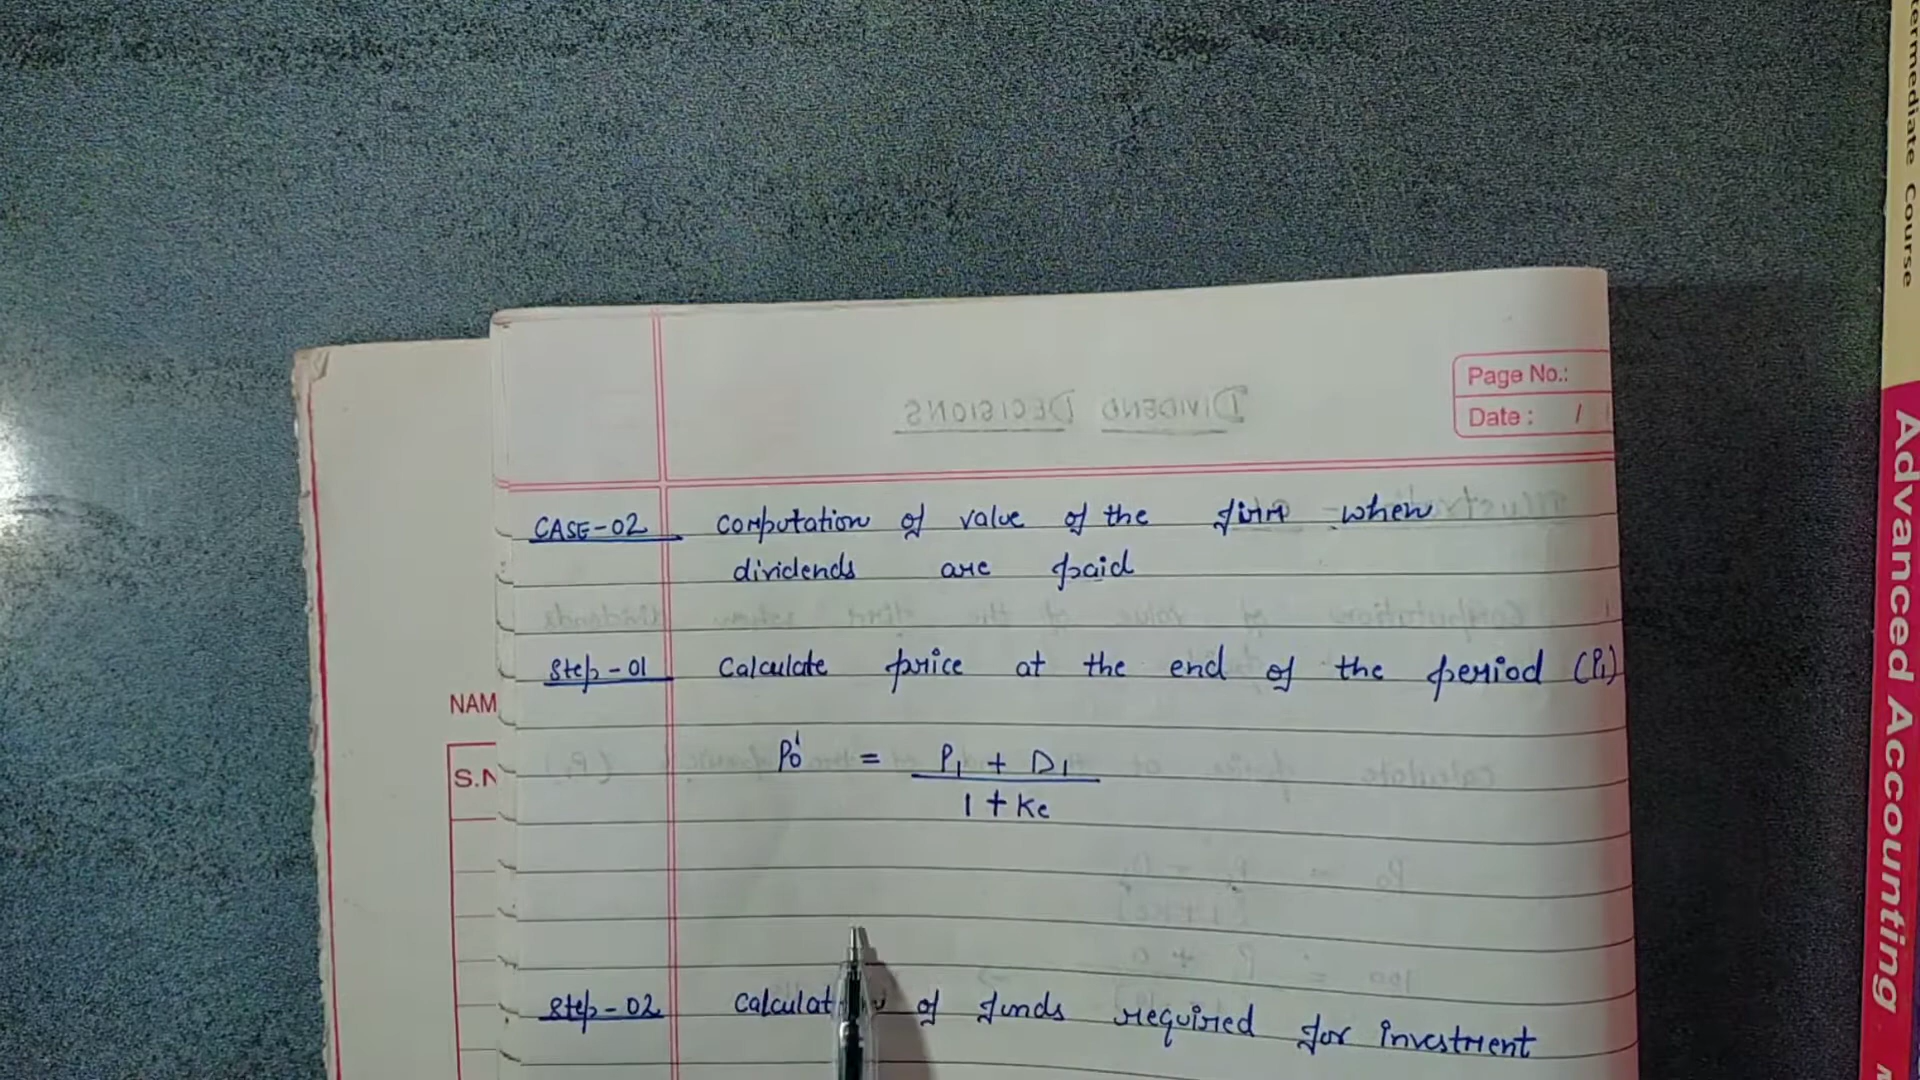 Page No.:
Date : /
CASE-02 Computation of value of the firm when
dividends are paid
Step-01 Calculate price at the end of the period (P1)
P0' = P1 + D1
1 + Ke
Step-02 of funds required for investment
NAM
S.N
termediate Course
Advanced Accounting